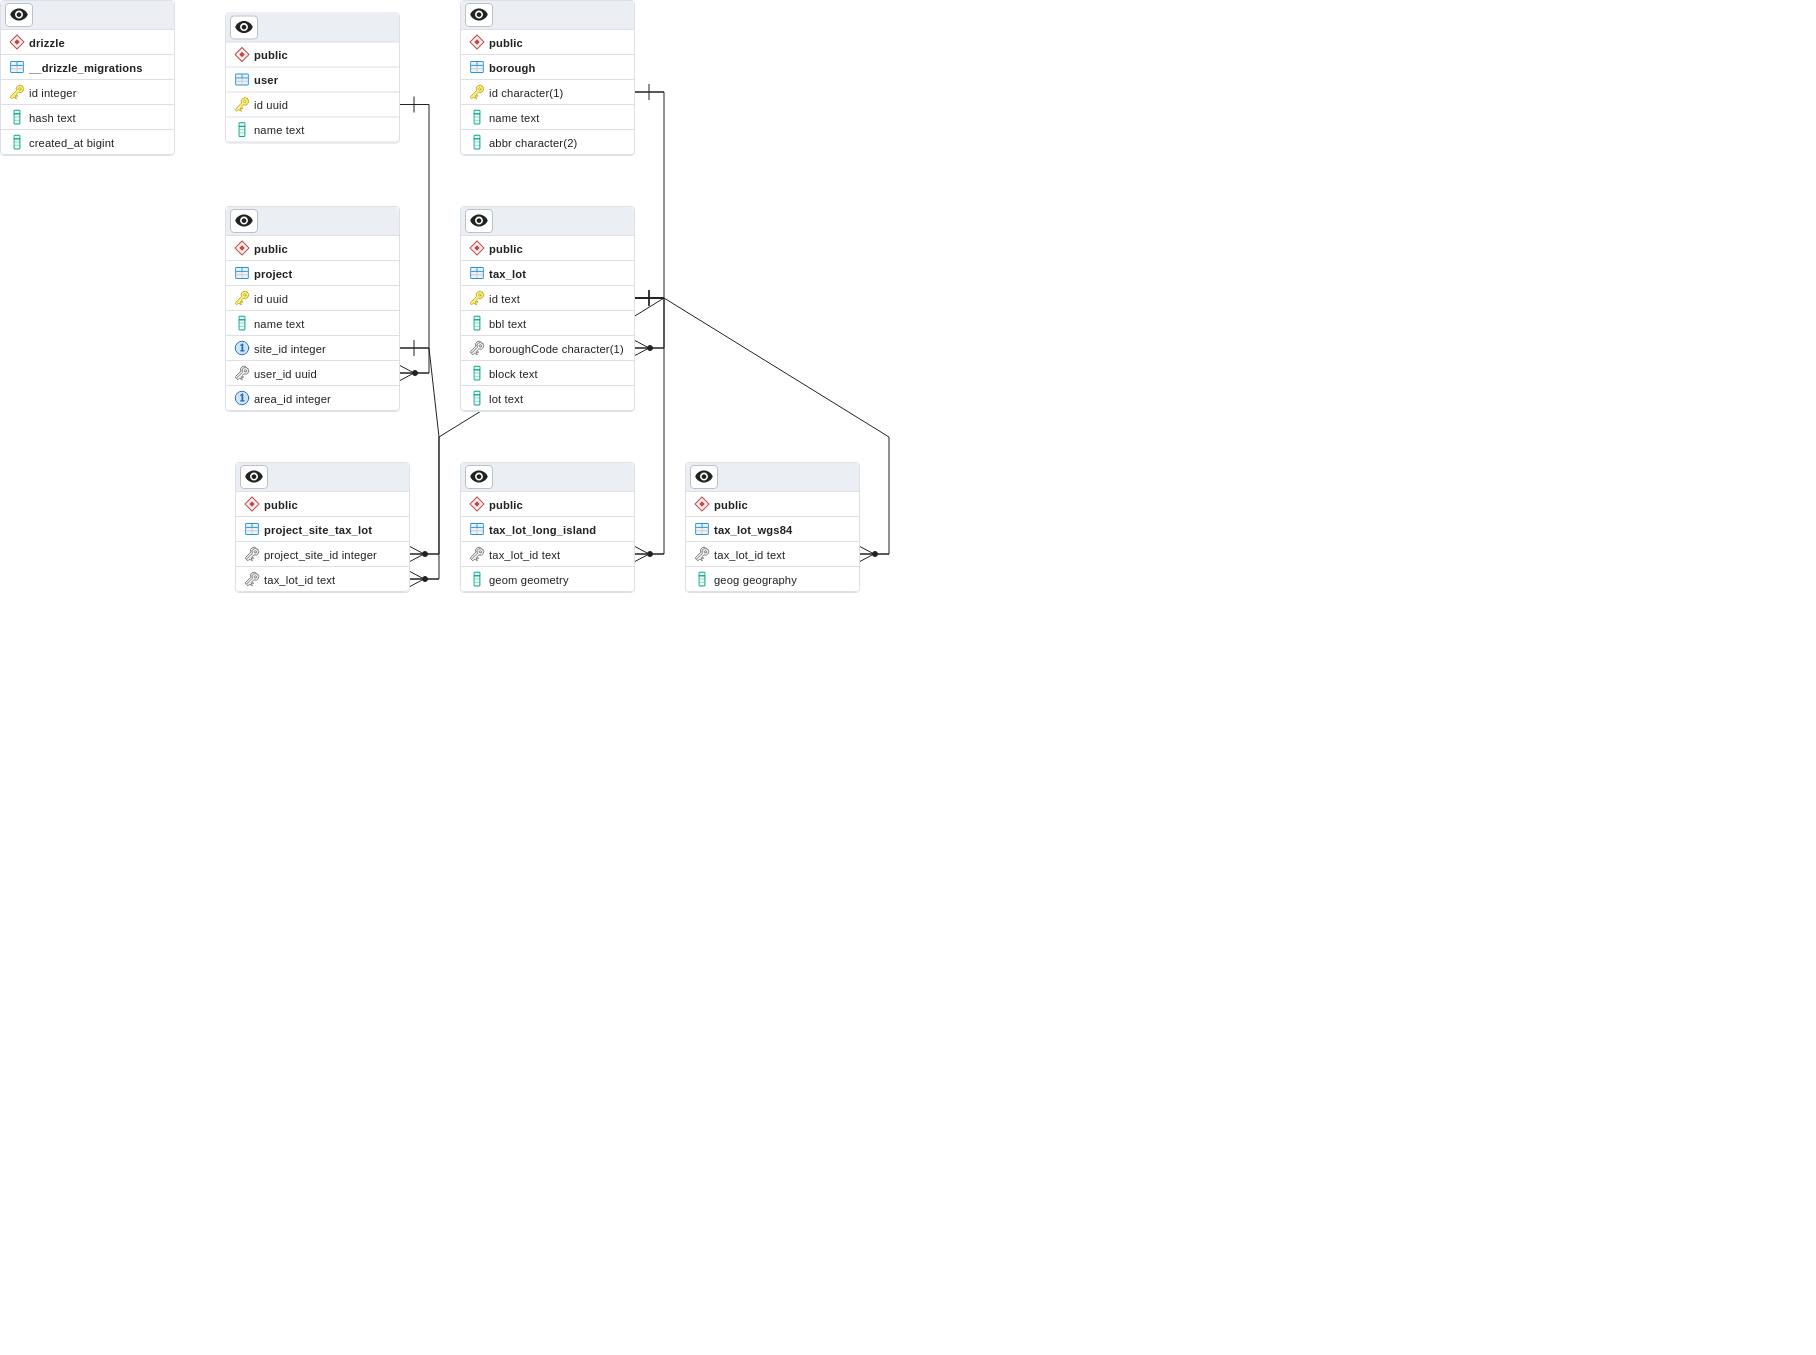 drizzle
__drizzle_migrations
id integer
hash text
created_at bigint
public
user
id uuid
name text
public
borough
id character(1)
name text
abbr character(2)
public
project
id uuid
name text
site_id integer
user_id uuid
area_id integer
public
tax_lot
id text
bbl text
boroughCode character(1)
block text
lot text
public
project_site_tax_lot
project_site_id integer
tax_lot_id text
public
tax_lot_long_island
tax_lot_id text
geom geometry
public
tax_lot_wgs84
tax_lot_id text
geog geography